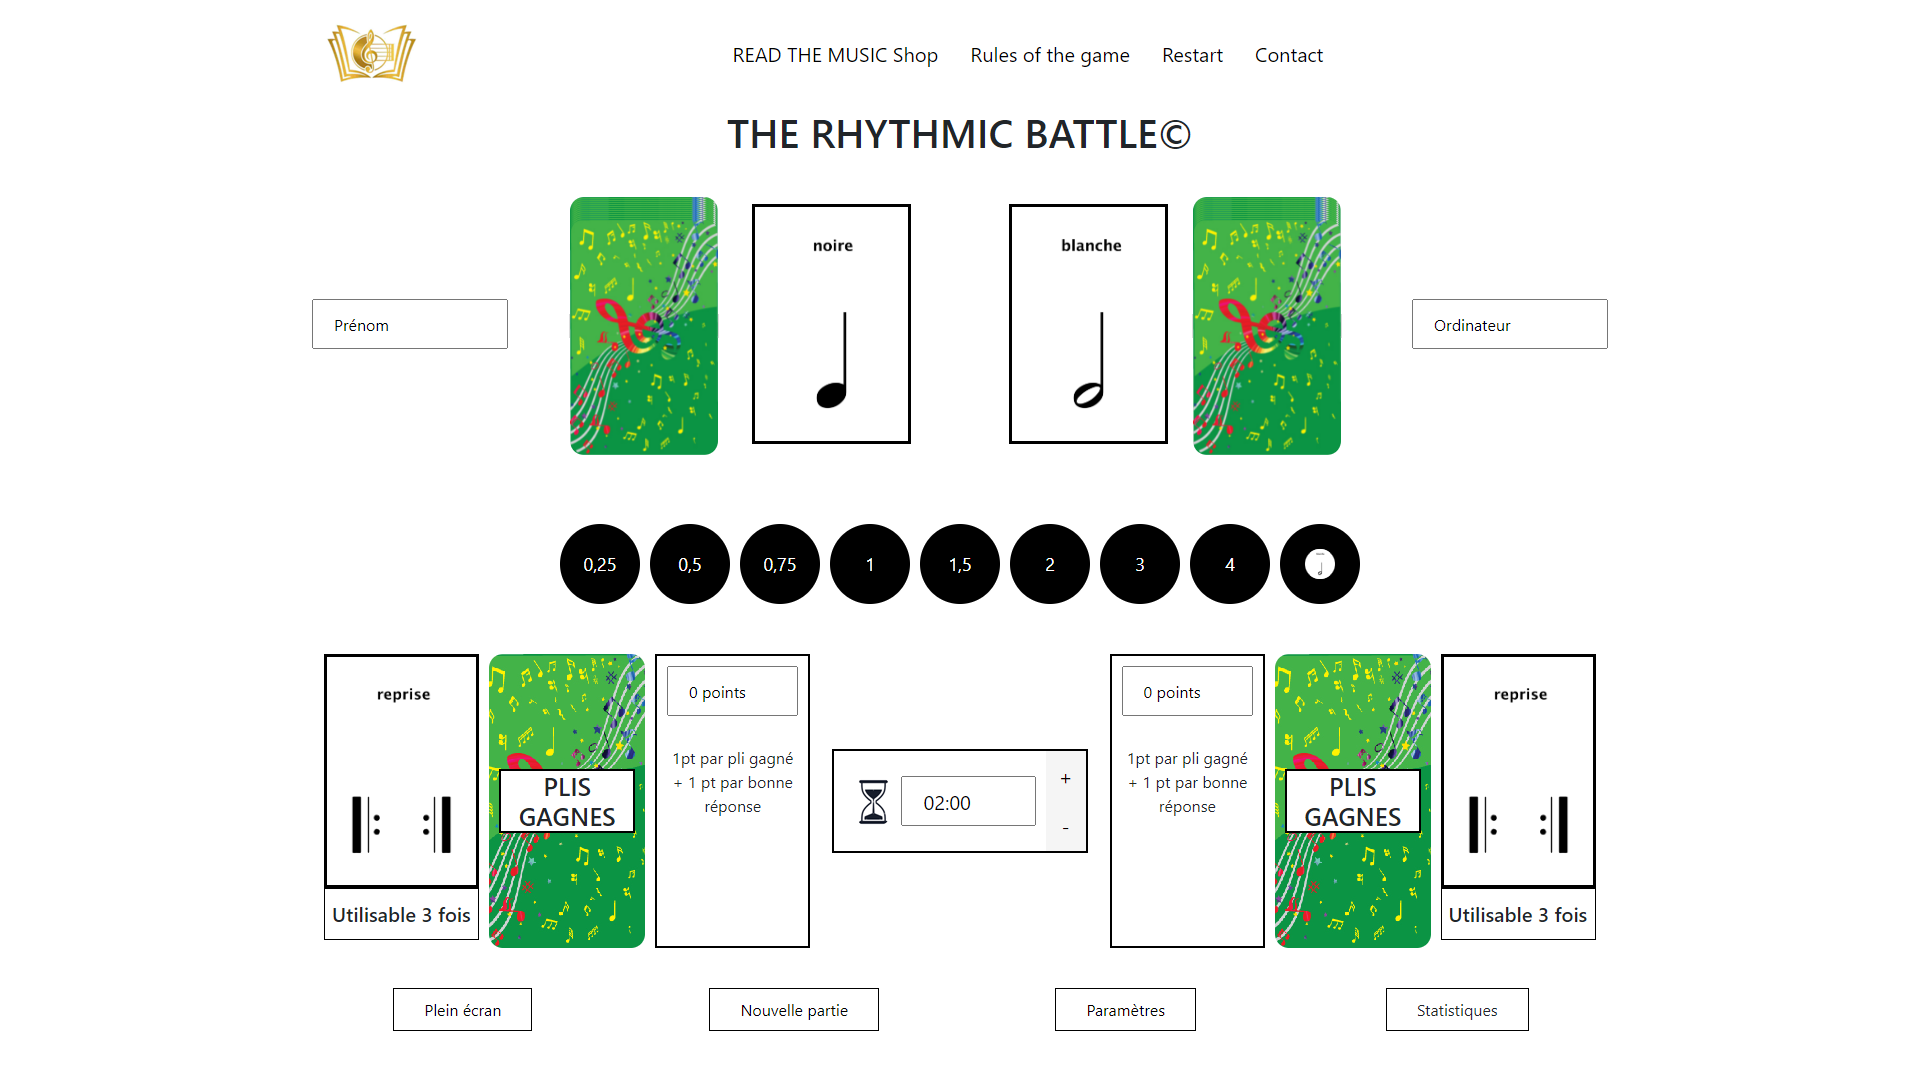 READ THE MUSIC Shop
Rules of the game
Restart
Contact
THE RHYTHMIC BATTLE©
Prénom
noire
blanche
Ordinateur
0,25
0,5
0,75
1
1,5
2
3
4
reprise
Utilisable 3 fois
PLIS
GAGNES
0 points
1pt par pli gagné
+ 1 pt par bonne
réponse
02:00
+
-
0 points
1pt par pli gagné
+ 1 pt par bonne
réponse
PLIS
GAGNES
reprise
Utilisable 3 fois
Plein écran
Nouvelle partie
Paramètres
Statistiques